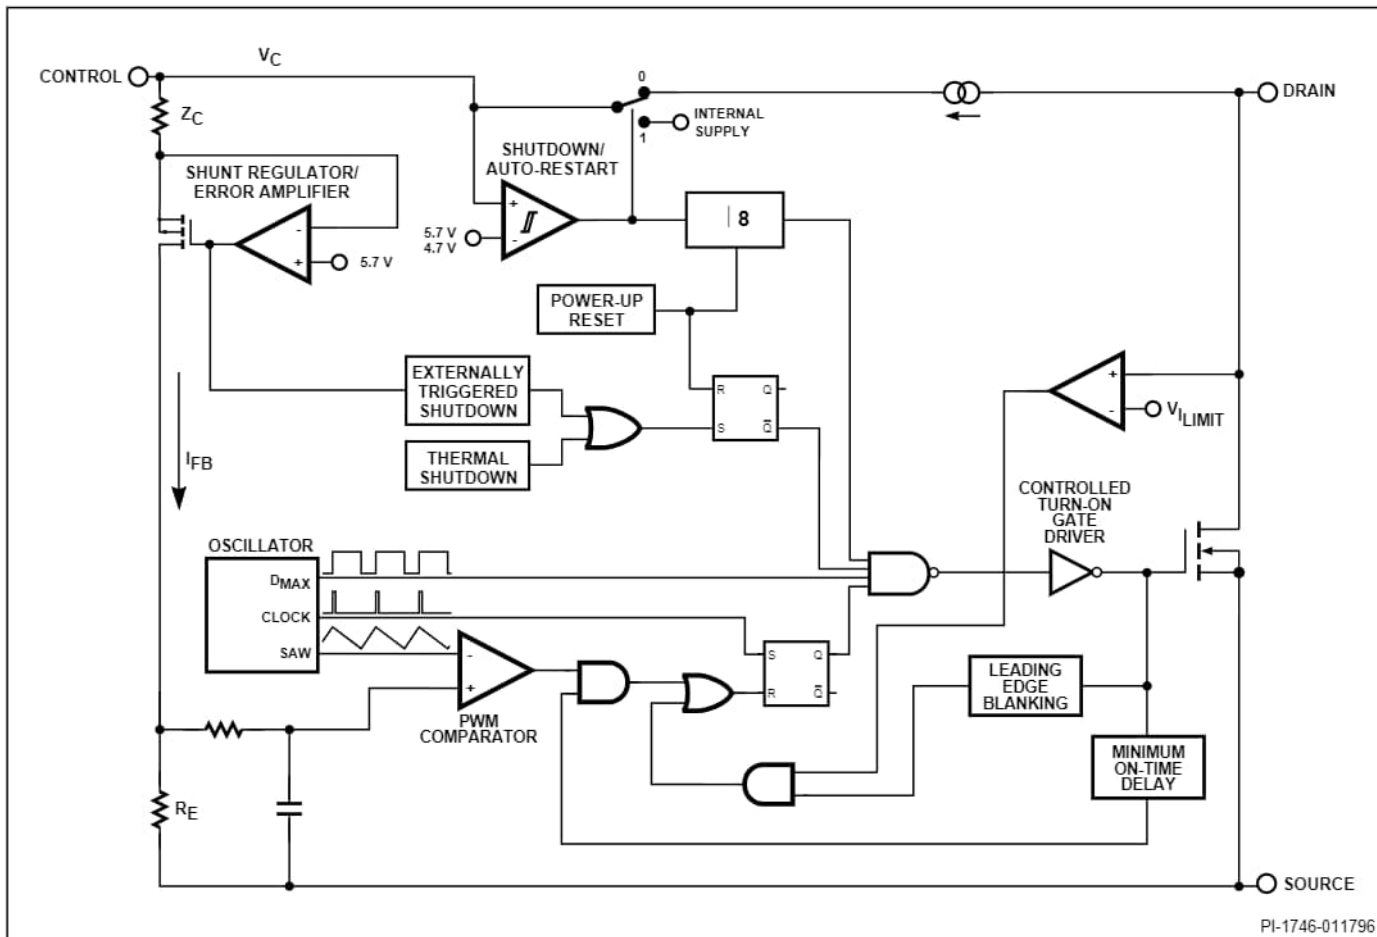 V_C
CONTROL
0
DRAIN
Z_C
INTERNAL
SUPPLY
1
SHUTDOWN/
AUTO-RESTART
SHUNT REGULATOR/
ERROR AMPLIFIER
+
-
5.7 V
4.7 V
-
+
5.7 V
8
POWER-UP
RESET
EXTERNALLY
TRIGGERED
SHUTDOWN
R Q
S Q̅
+
-
V_I_LIMIT
THERMAL
SHUTDOWN
I_FB
CONTROLLED
TURN-ON
GATE
DRIVER
OSCILLATOR
D_MAX
CLOCK
SAW
-
+
PWM
COMPARATOR
S Q
R Q̅
LEADING
EDGE
BLANKING
MINIMUM
ON-TIME
DELAY
R_E
SOURCE
PI-1746-011796